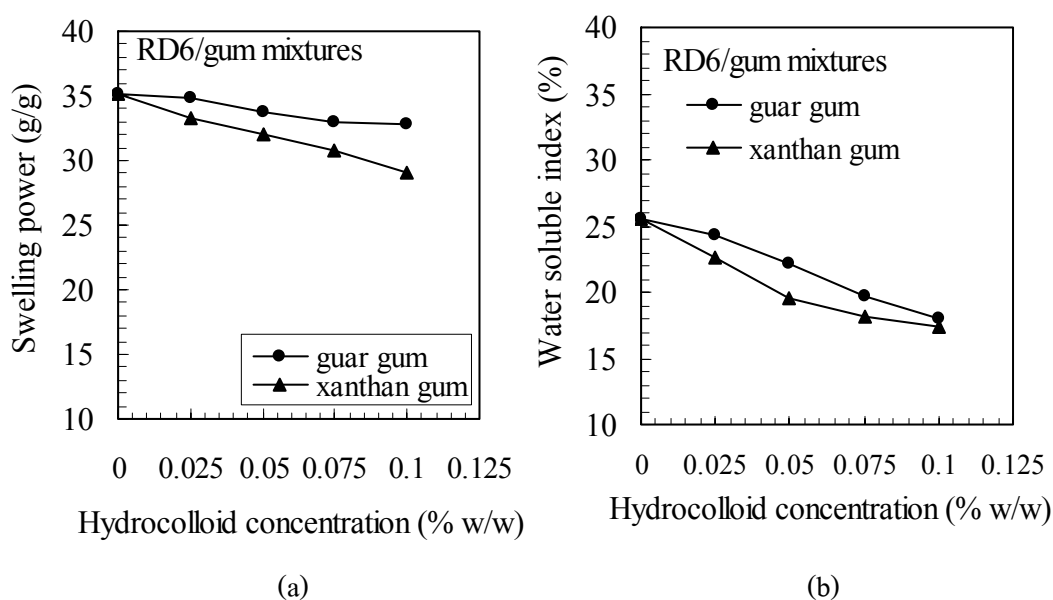 40
35
30
25
20
15
10
Swelling power (g/g)
RD6/gum mixtures
guar gum
xanthan gum
0 0.025 0.05 0.075 0.1 0.125
Hydrocolloid concentration (% w/w)
(a)
40
35
30
25
20
15
10
Water soluble index (%)
RD6/gum mixtures
guar gum
xanthan gum
0 0.025 0.05 0.075 0.1 0.125
Hydrocolloid concentration (% w/w)
(b)